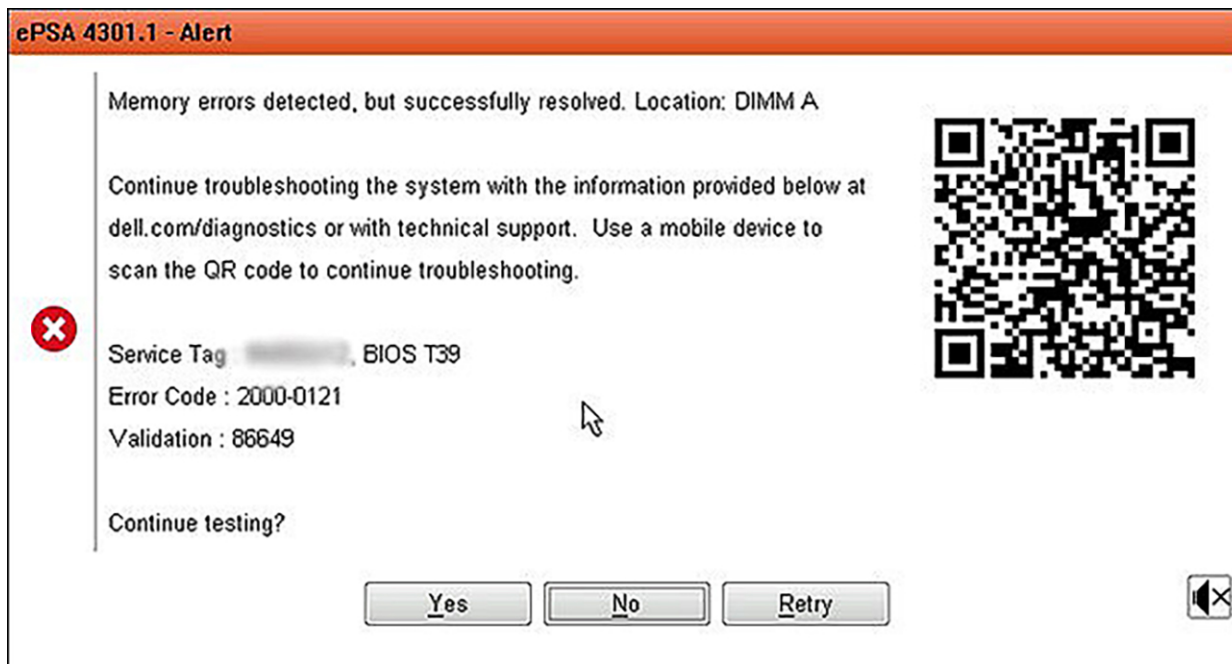 ePSA 4301.1 - Alert
Memory errors detected, but successfully resolved. Location: DIMM A
Continue troubleshooting the system with the information provided below at
dell.com/diagnostics or with technical support.  Use a mobile device to
scan the QR code to continue troubleshooting.
Service Tag : , BIOS T39
Error Code : 2000-0121
Validation : 86649
Continue testing?
Yes
No
Retry